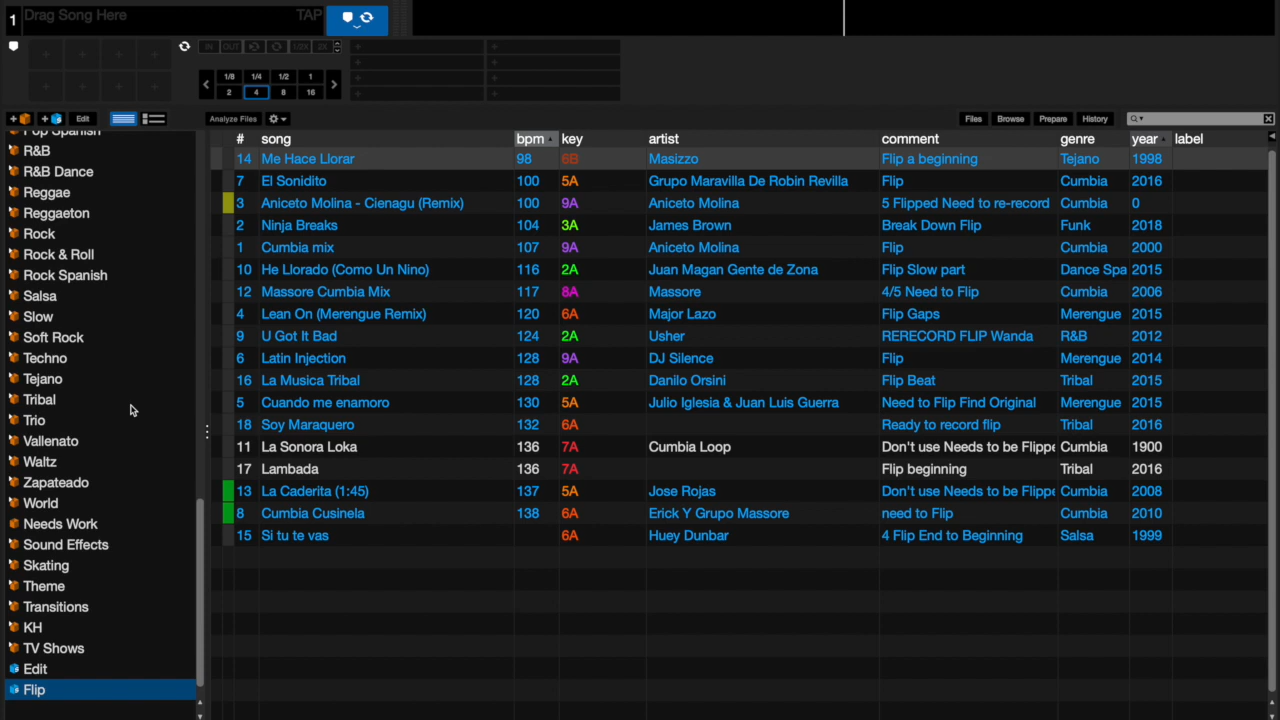 1 Drag Song Here TAP
IN OUT 1/2X 2X
1/8 1/4 1/2 1
2 4 8 16
Edit Analyze Files Files Browse Prepare History
# song bpm key artist comment genre year label
Pop Spanish
R&B
R&B Dance
Reggae
Reggaeton
Rock
Rock & Roll
Rock Spanish
Salsa
Slow
Soft Rock
Techno
Tejano
Tribal
Trio
Vallenato
Waltz
Zapateado
World
Needs Work
Sound Effects
Skating
Theme
Transitions
KH
TV Shows
Edit
Flip
14 Me Hace Llorar 98 6B Masizzo Flip a beginning Tejano 1998
7 El Sonidito 100 5A Grupo Maravilla De Robin Revilla Flip Cumbia 2016
3 Aniceto Molina - Cienagu (Remix) 100 9A Aniceto Molina 5 Flipped Need to re-record Cumbia 0
2 Ninja Breaks 104 3A James Brown Break Down Flip Funk 2018
1 Cumbia mix 107 9A Aniceto Molina Flip Cumbia 2000
10 He Llorado (Como Un Nino) 116 2A Juan Magan Gente de Zona Flip Slow part Dance Spa 2015
12 Massore Cumbia Mix 117 8A Massore 4/5 Need to Flip Cumbia 2006
4 Lean On (Merengue Remix) 120 6A Major Lazo Flip Gaps Merengue 2015
9 U Got It Bad 124 2A Usher RERECORD FLIP Wanda R&B 2012
6 Latin Injection 128 9A DJ Silence Flip Merengue 2014
16 La Musica Tribal 128 2A Danilo Orsini Flip Beat Tribal 2015
5 Cuando me enamoro 130 5A Julio Iglesia & Juan Luis Guerra Need to Flip Find Original Merengue 2015
18 Soy Maraquero 132 6A Ready to record flip Tribal 2016
11 La Sonora Loka 136 7A Cumbia Loop Don't use Needs to be Flippe Cumbia 1900
17 Lambada 136 7A Flip beginning Tribal 2016
13 La Caderita (1:45) 137 5A Jose Rojas Don't use Needs to be Flippe Cumbia 2008
8 Cumbia Cusinela 138 6A Erick Y Grupo Massore need to Flip Cumbia 2010
15 Si tu te vas 6A Huey Dunbar 4 Flip End to Beginning Salsa 1999